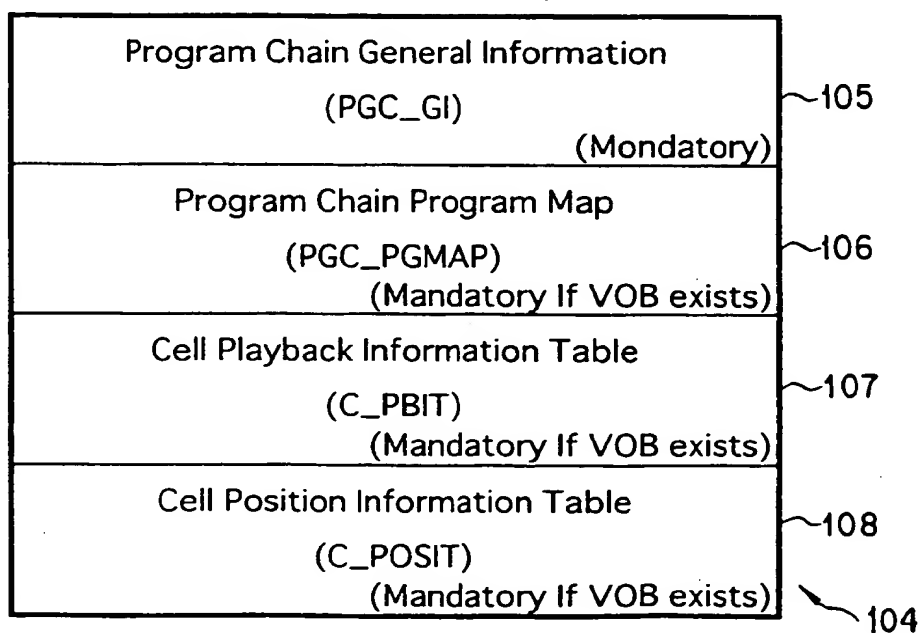 Program Chain General Information
(PGC_GI)
(Mondatory)
105
Program Chain Program Map
(PGC_PGMAP)
(Mandatory If VOB exists)
106
Cell Playback Information Table
(C_PBIT)
(Mandatory If VOB exists)
107
Cell Position Information Table
(C_POSIT)
(Mandatory If VOB exists)
108
104